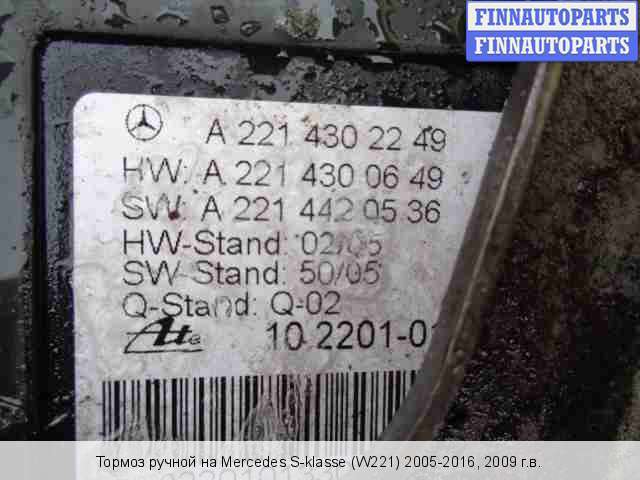 FINNAUTOPARTS
FINNAUTOPARTS
A 221 430 22 49
HW: A 221 430 06 49
SW: A 221 442 05 36
HW-Stand: 02/05
SW-Stand: 50/05
Q-Stand: Q-02
Ate 10.2201-0
Тормоз ручной на Mercedes S-klasse (W221) 2005-2016, 2009 г.в.